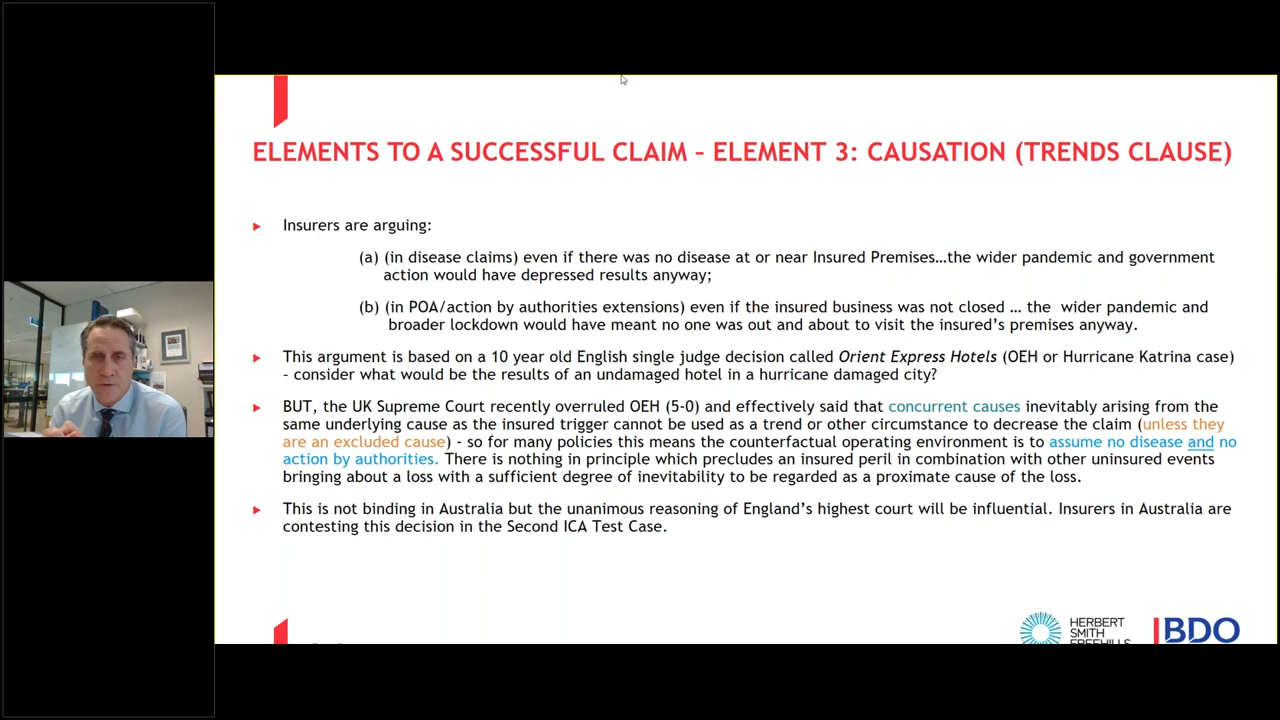 ELEMENTS TO A SUCCESSFUL CLAIM – ELEMENT 3: CAUSATION (TRENDS CLAUSE)
Insurers are arguing:
(a) (in disease claims) even if there was no disease at or near Insured Premises…the wider pandemic and government
action would have depressed results anyway;
(b) (in POA/action by authorities extensions) even if the insured business was not closed … the wider pandemic and
broader lockdown would have meant no one was out and about to visit the insured's premises anyway.
This argument is based on a 10 year old English single judge decision called Orient Express Hotels (OEH or Hurricane Katrina case)
– consider what would be the results of an undamaged hotel in a hurricane damaged city?
BUT, the UK Supreme Court recently overruled OEH (5-0) and effectively said that concurrent causes inevitably arising from the
same underlying cause as the insured trigger cannot be used as a trend or other circumstance to decrease the claim (unless they
are an excluded cause) - so for many policies this means the counterfactual operating environment is to assume no disease and no
action by authorities. There is nothing in principle which precludes an insured peril in combination with other uninsured events
bringing about a loss with a sufficient degree of inevitability to be regarded as a proximate cause of the loss.
This is not binding in Australia but the unanimous reasoning of England's highest court will be influential. Insurers in Australia are
contesting this decision in the Second ICA Test Case.
HERBERT
SMITH
FREEHILLS
BDO